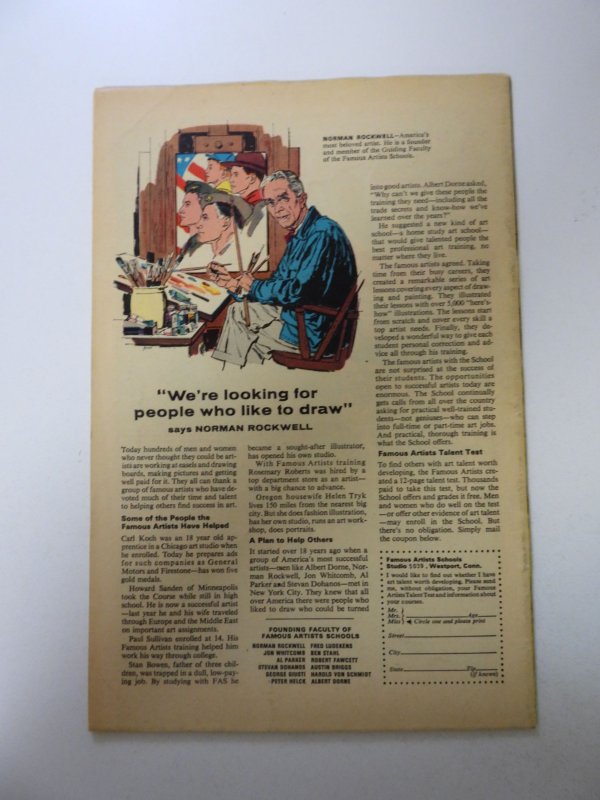 NORMAN ROCKWELL—America's
most beloved artist. He is a founder
and member of the Guiding Faculty
of the Famous Artists Schools.
"We're looking for
people who like to draw"
says NORMAN ROCKWELL
Today hundreds of men and women
who never thought they could be art-
ists are working at easels and drawing
boards, making pictures and getting
well paid for it. They all can thank a
group of famous artists who have de-
voted much of their time and talent
to helping others find success in art.
Some of the People the
Famous Artists Have Helped
Carl Koch was an 18 year old ap-
prentice in a Chicago art studio when
he enrolled. Today he prepares ads
for such companies as General
Motors and Firestone—has won five
gold medals.
Howard Sanden of Minneapolis
took the Course while still in high
school. He is now a successful artist
—last year he and his wife traveled
through Europe and the Middle East
on important art assignments.
Paul Sullivan enrolled at 14. His
Famous Artists training helped him
work his way through college.
Stan Bowen, father of three chil-
dren, was trapped in a dull, low-pay-
ing job. By studying with FAS he
became a sought-after illustrator,
has opened his own studio.
With Famous Artists training
Rosemary Roberts was hired by a
top department store as an artist—
with a big chance to advance.
Oregon housewife Helen Tryk
lives 150 miles from the nearest big
city. But she does fashion illustration,
has her own studio, runs an art work-
shop, does portraits.
A Plan to Help Others
It started over 18 years ago when a
group of America's most successful
artists—men like Albert Dorne, Nor-
man Rockwell, Jon Whitcomb, Al
Parker and Stevan Dohanos—met in
New York City. They knew that all
over America there were people who
liked to draw who could be turned
into good artists. Albert Dorne asked,
"Why can't we give these people the
training they need—including all the
trade secrets and know-how we've
learned over the years?"
He suggested a new kind of art
school—a home study art school—
that would give talented people the
best professional art training, no
matter where they live.
The famous artists agreed. Taking
time from their busy careers, they
created a remarkable series of art
lessons covering every aspect of draw-
ing and painting. They illustrated
their lessons with over 5,000 "here's-
how" illustrations. The lessons start
from scratch and cover every skill a
top artist needs. Finally, they de-
veloped a wonderful way to give each
student personal correction and ad-
vice all through his training.
The famous artists with the School
are not surprised at the success of
their students. The opportunities
open to successful artists today are
enormous. The School continually
gets calls from all over the country
asking for practical well-trained stu-
dents—not geniuses—who can step
into full-time or part-time art jobs.
And practical, thorough training is
what the School offers.
Famous Artists Talent Test
To find others with art talent worth
developing, the Famous Artists cre-
ated a 12-page talent test. Thousands
paid to take this test, but now the
School offers and grades it free. Men
and women who do well on the test
—or offer other evidence of art talent
—may enroll in the School. But
there's no obligation. Simply mail
the coupon below.
FOUNDING FACULTY OF
FAMOUS ARTISTS SCHOOLS
NORMAN ROCKWELL FRED LUDEKENS
JON WHITCOMB BEN STAHL
AL PARKER ROBERT FAWCETT
STEVAN DOHANOS AUSTIN BRIGGS
GEORGE GIUSTI HAROLD VON SCHMIDT
PETER HELCK ALBERT DORNE
Famous Artists Schools
Studio Westport, Conn.
I would like to find out whether I have
art talent worth developing. Please send
me, without obligation, your Famous
Artists Talent Test and information about
your courses.
Mr.
Mrs. Age
Miss Circle one and please print
Street
City
State Zip
(if known)